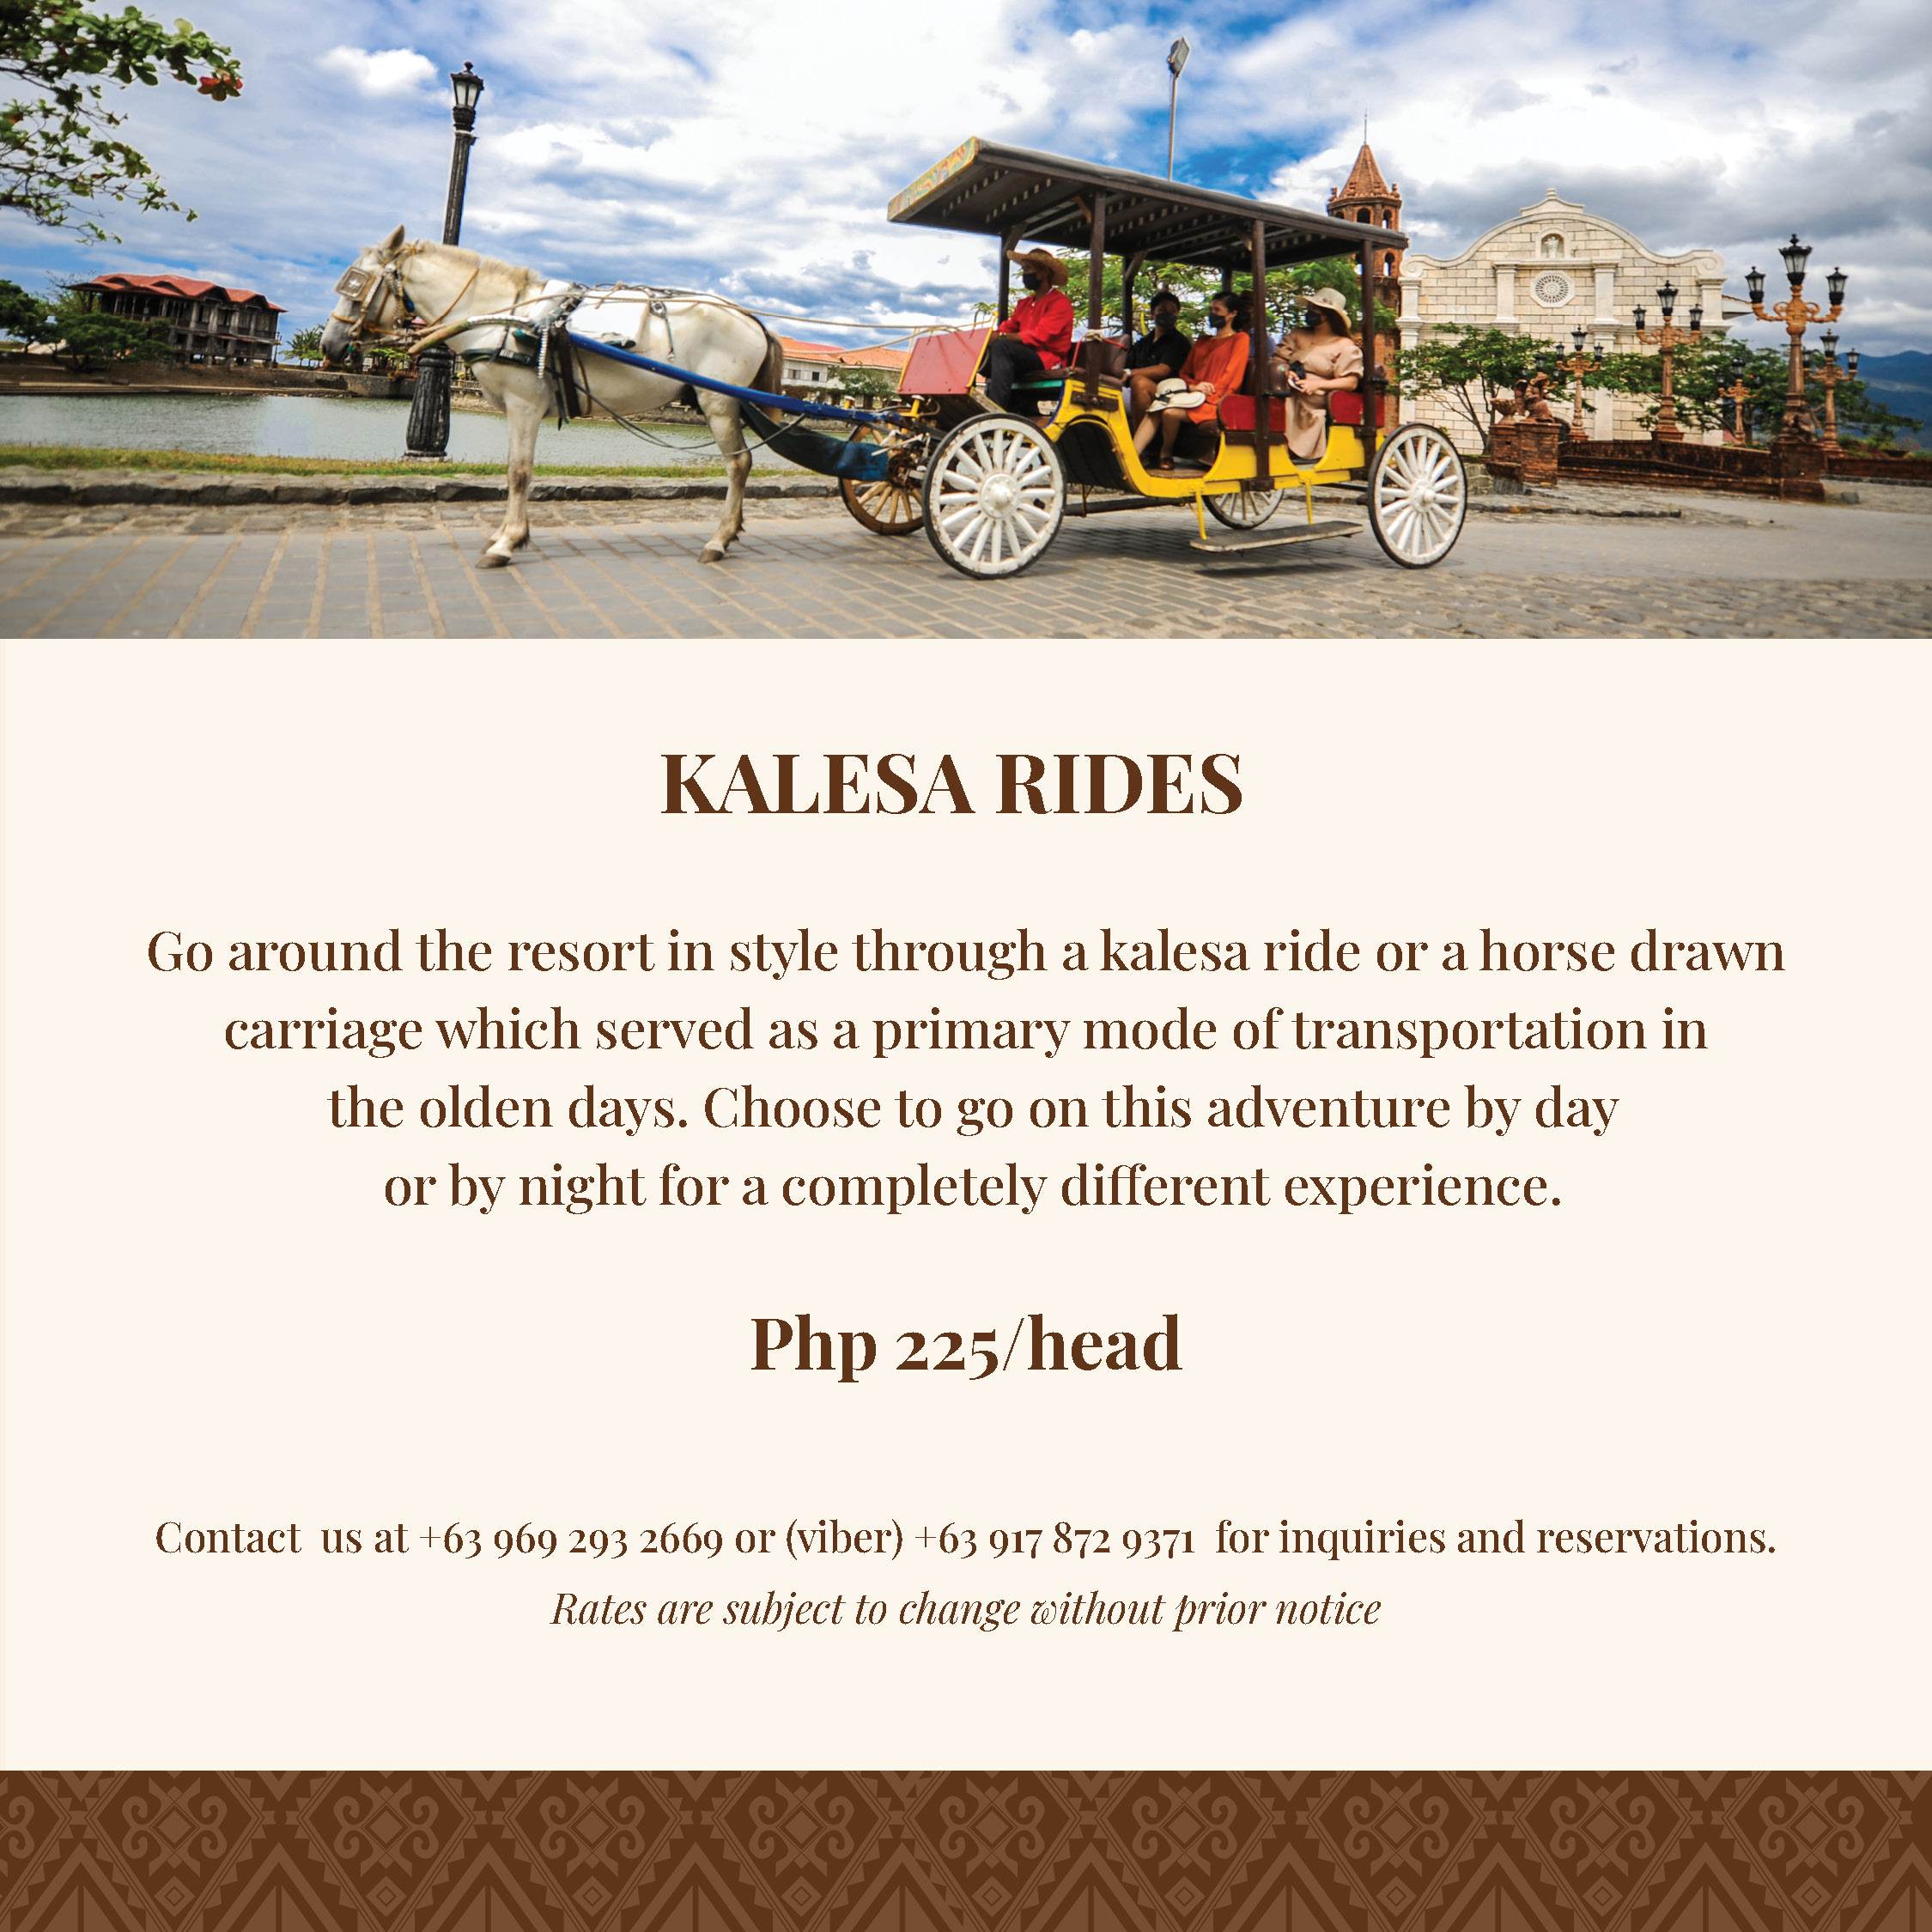 KALESA RIDES
Go around the resort in style through a kalesa ride or a horse drawn
carriage which served as a primary mode of transportation in
the olden days. Choose to go on this adventure by day
or by night for a completely different experience.
Php 225/head
Contact us at +63 969 293 2669 or (viber) +63 917 872 9371 for inquiries and reservations.
Rates are subject to change without prior notice